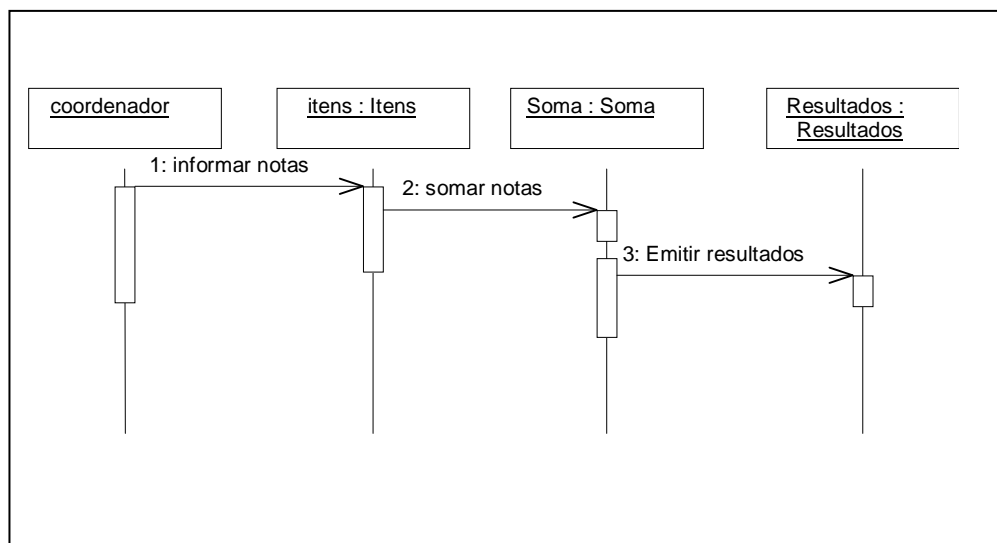 coordenador
itens : Itens
Soma : Soma
Resultados :
Resultados
1: informar notas
2: somar notas
3: Emitir resultados